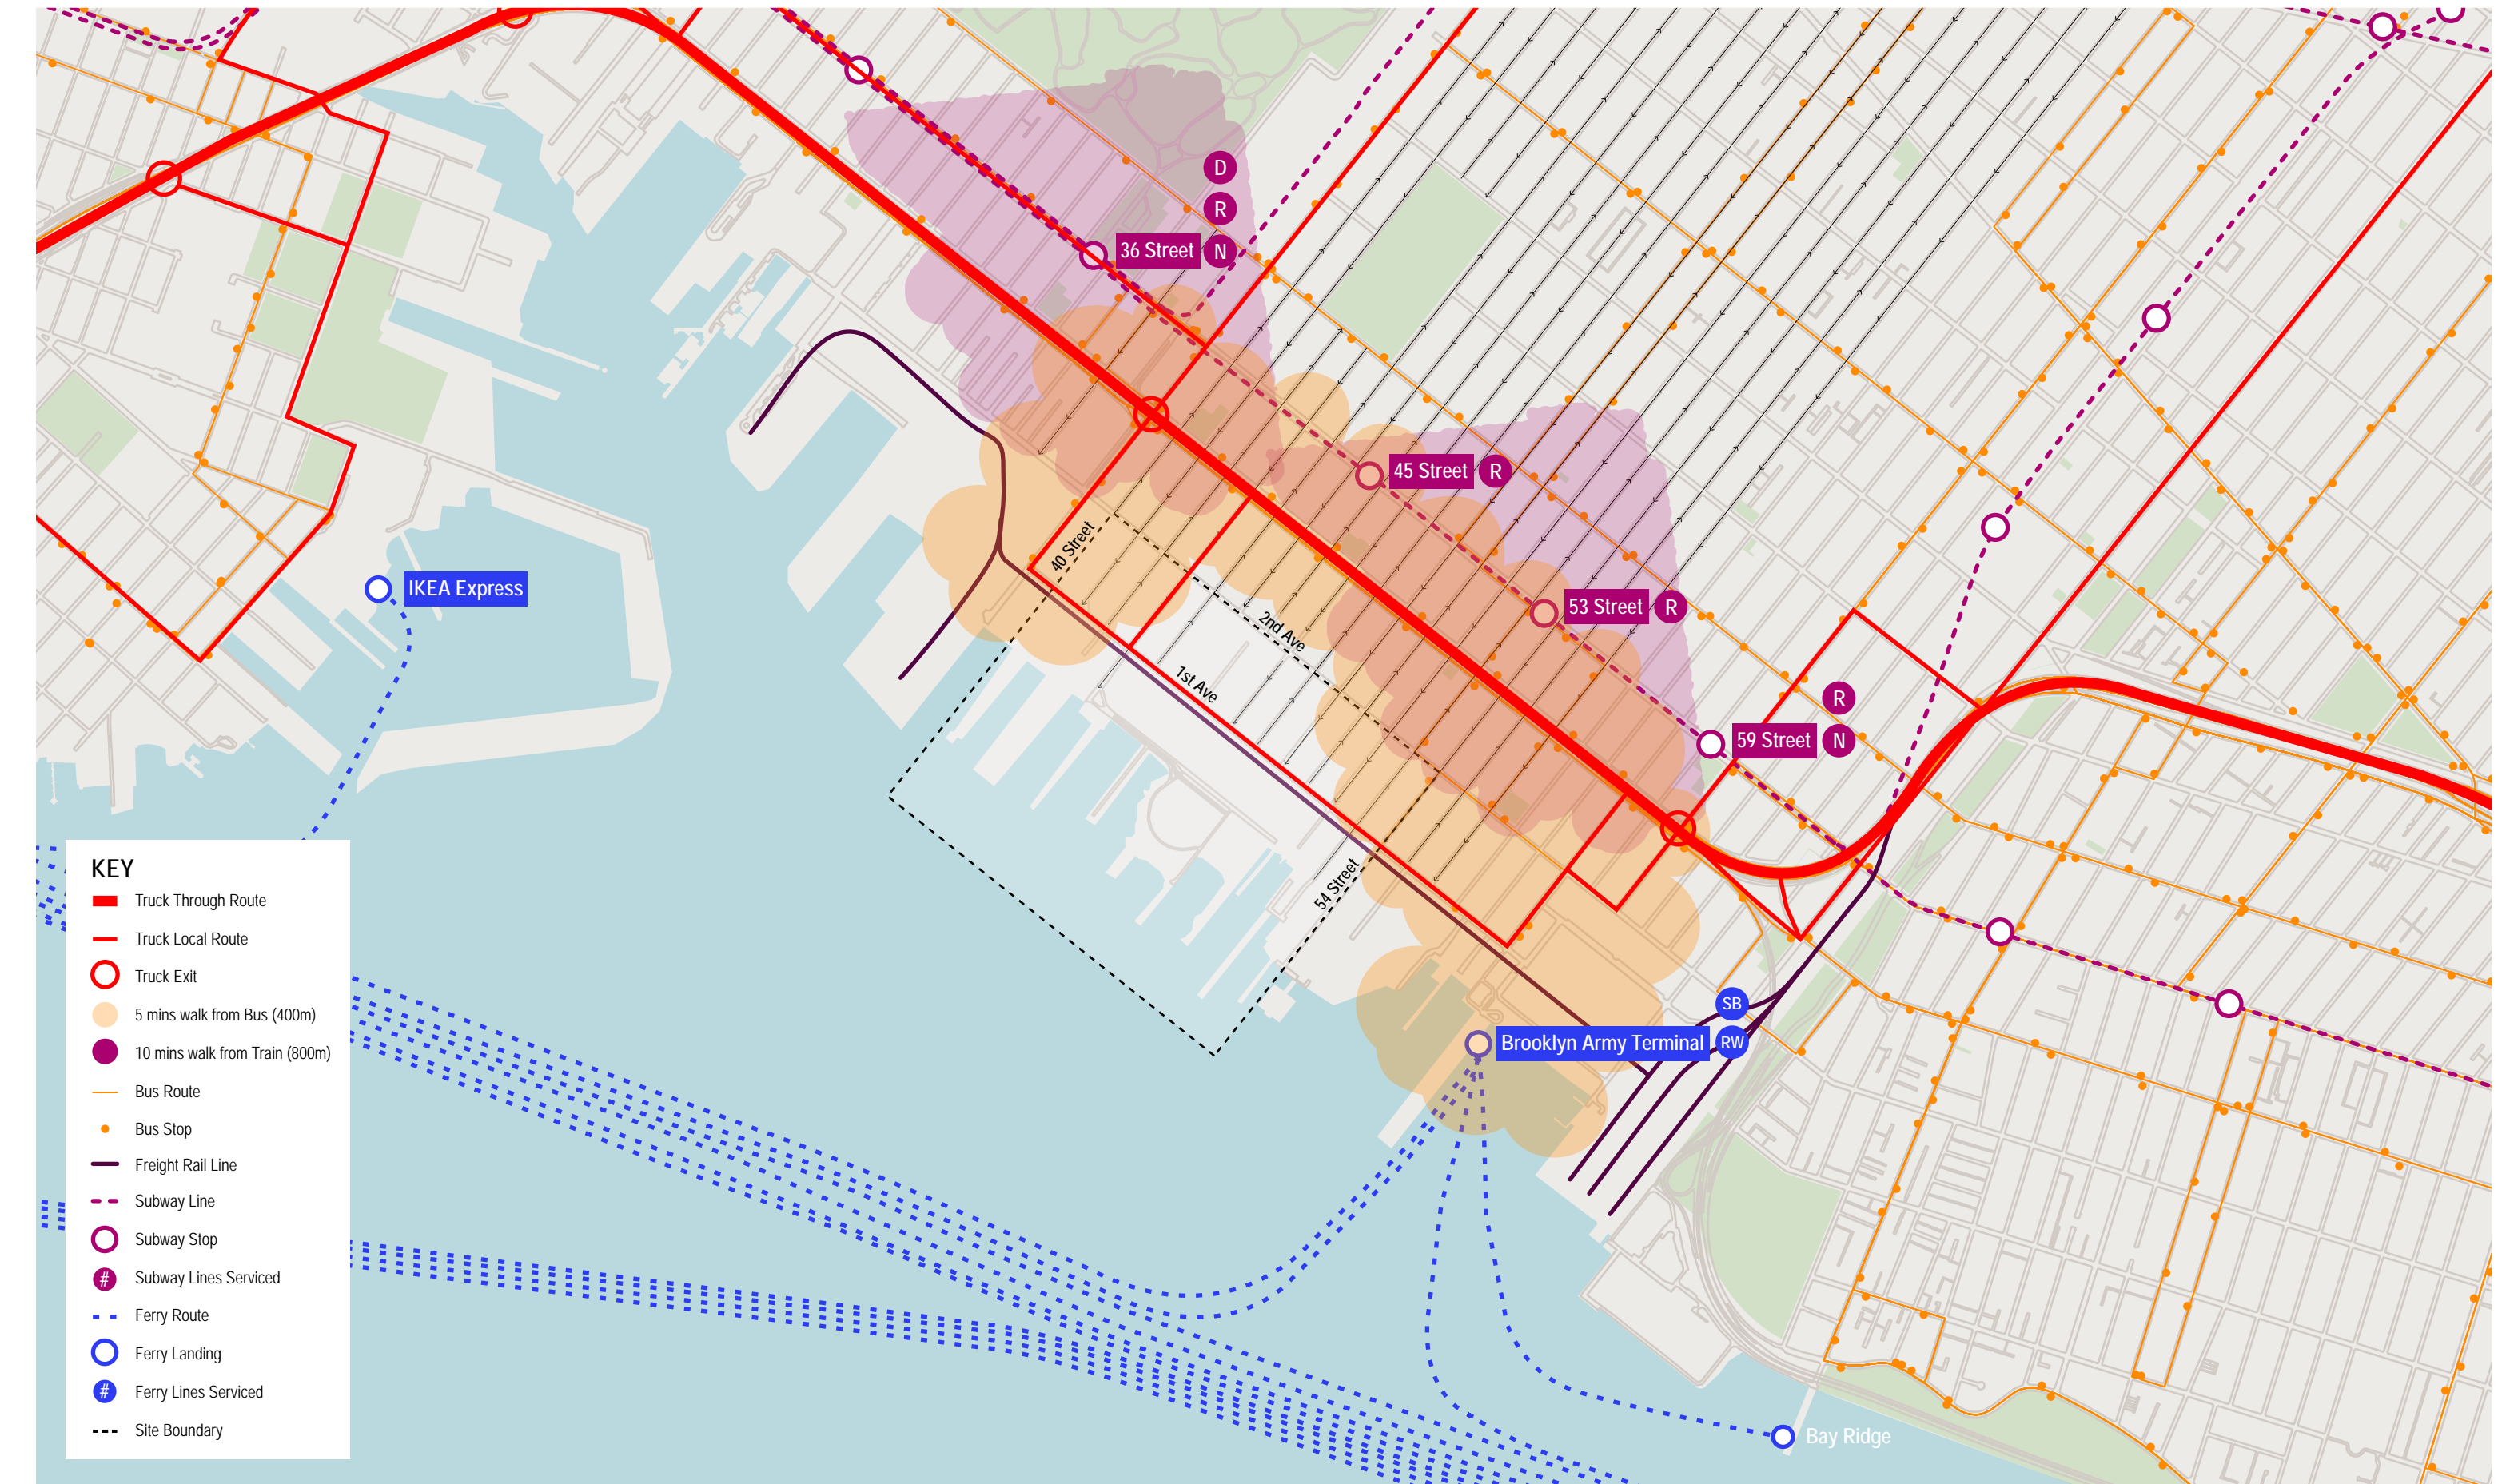 D
R
36 Street N
45 Street R
40 Street
IKEA Express
53 Street R
2nd Ave
1st Ave
R
59 Street N
54 Street
SB
Brooklyn Army Terminal RW
Bay Ridge
KEY
Truck Through Route
Truck Local Route
Truck Exit
5 mins walk from Bus (400m)
10 mins walk from Train (800m)
Bus Route
Bus Stop
Freight Rail Line
Subway Line
Subway Stop
# Subway Lines Serviced
Ferry Route
Ferry Landing
# Ferry Lines Serviced
Site Boundary